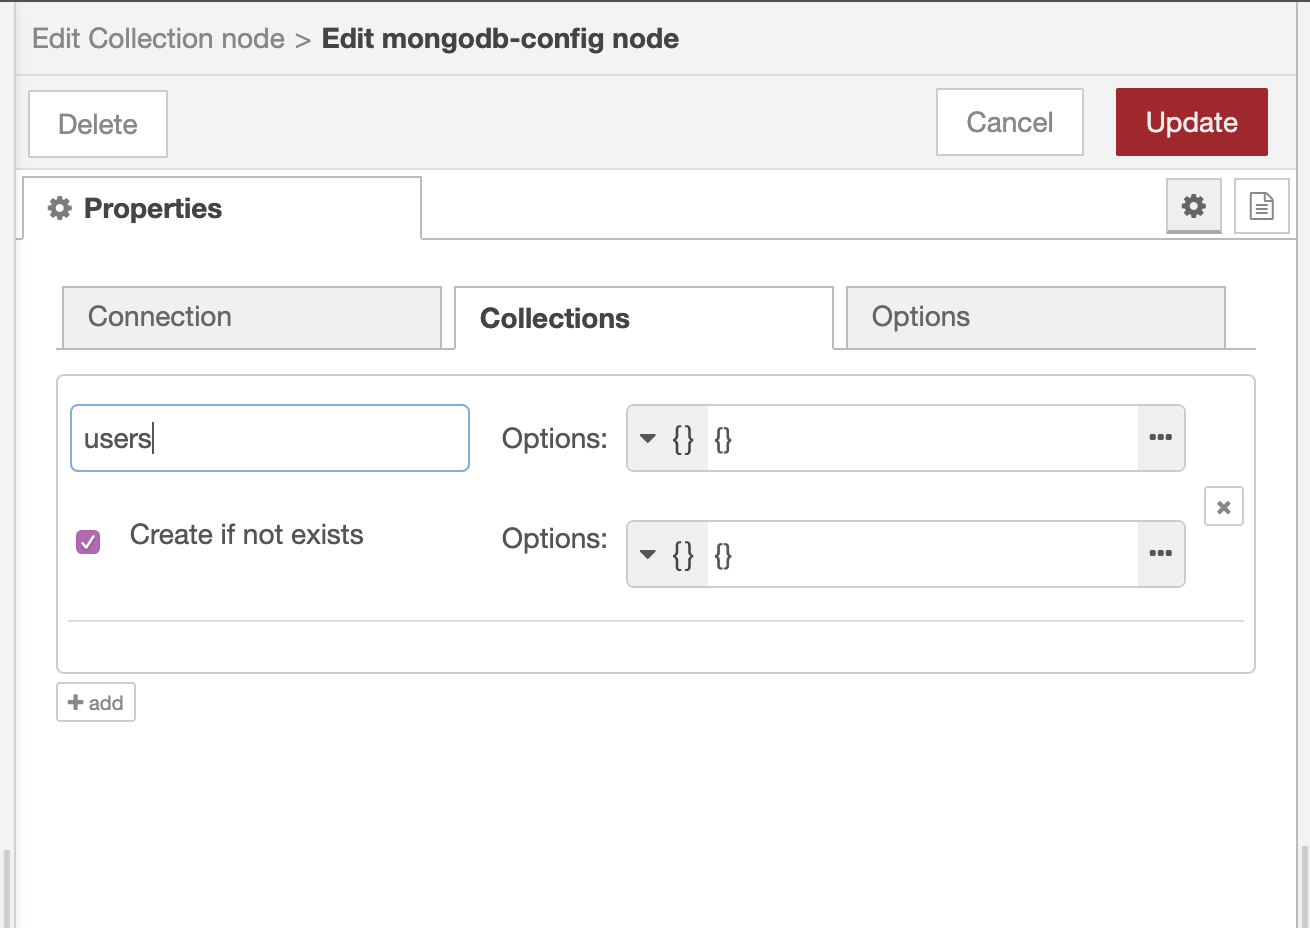 Edit Collection node > Edit mongodb-config node
Delete
Cancel
Update
Properties
Connection
Collections
Options
users
Options:
{}
{}
Create if not exists
Options:
{}
{}
add